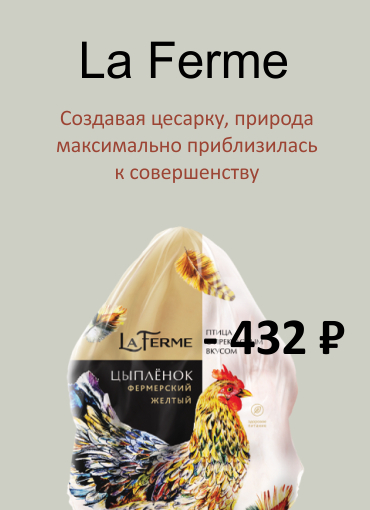 La Ferme
Создавая цесарку, природа
максимально приблизилась
к совершенству
LA FERME
ПТИЦА
-432 ₽
ВКУСОМ
ЦЫПЛЁНОК
ФЕРМЕРСКИЙ
ЖЕЛТЫЙ